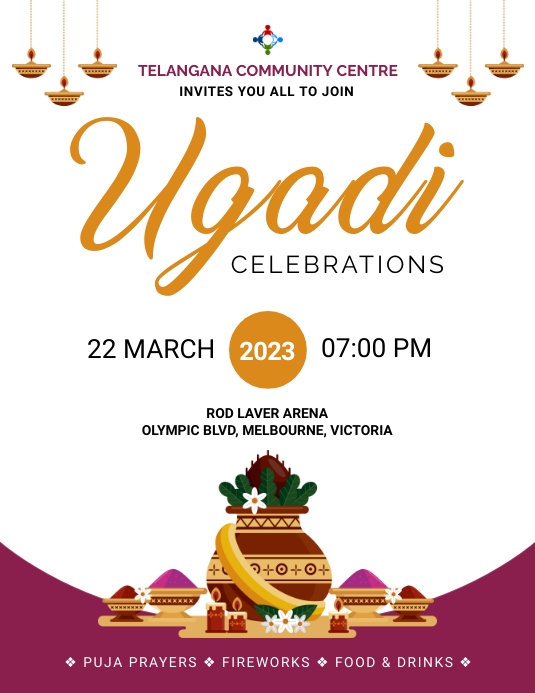 TELANGANA COMMUNITY CENTRE
INVITES YOU ALL TO JOIN
Ugadi
CELEBRATIONS
22 MARCH 2023 07:00 PM
ROD LAVER ARENA
OLYMPIC BLVD, MELBOURNE, VICTORIA
❖ PUJA PRAYERS ❖ FIREWORKS ❖ FOOD & DRINKS ❖